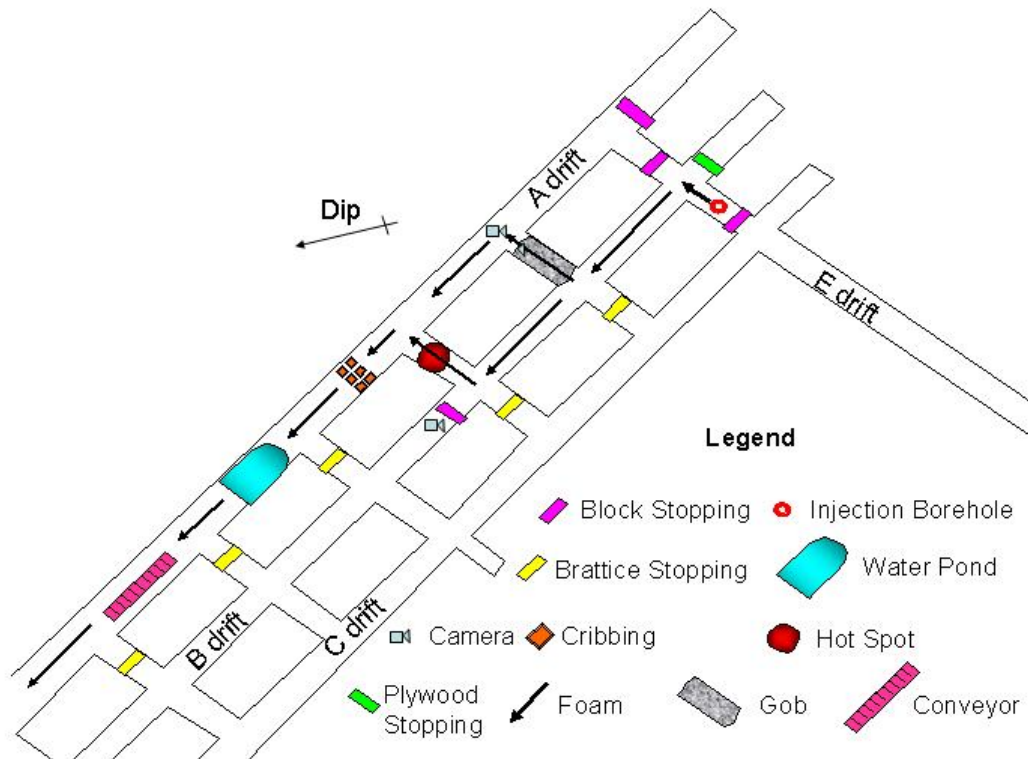 A drift
Dip
E drift
Legend
Block Stopping
Injection Borehole
Brattice Stopping
Water Pond
Camera
Cribbing
Hot Spot
B drift
C drift
Plywood
Stopping
Foam
Gob
Conveyor